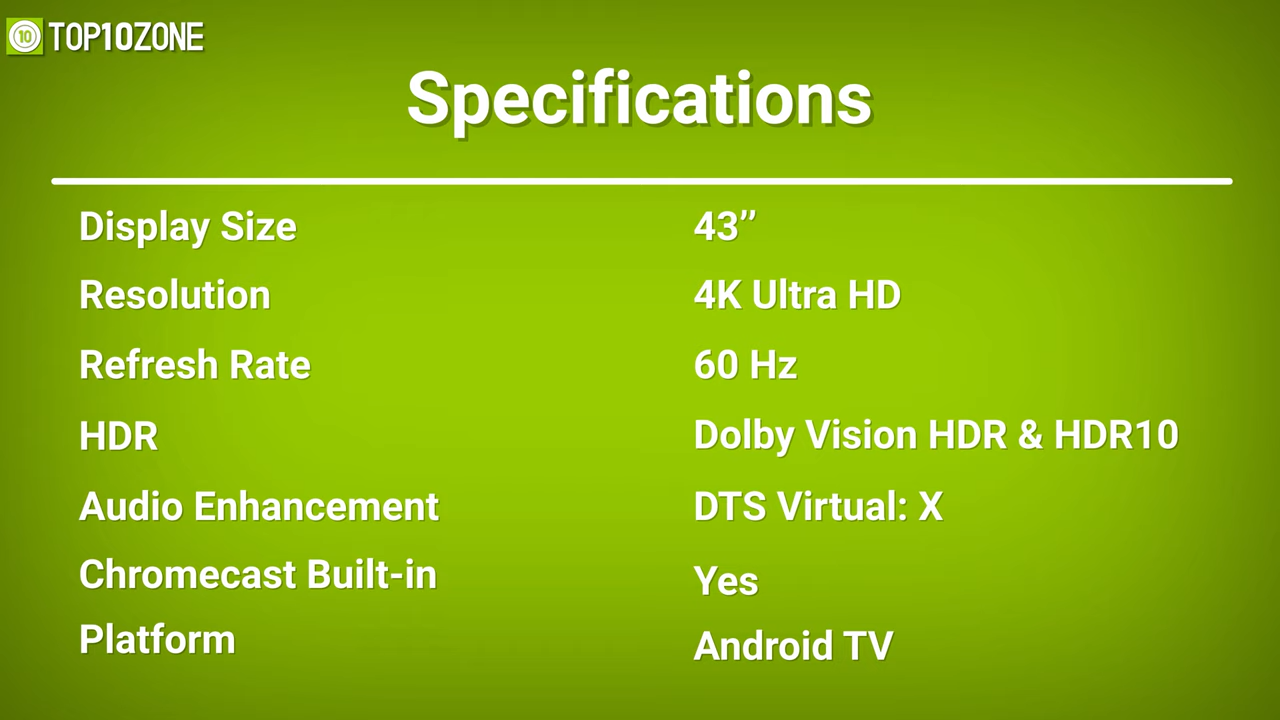 10 TOP10ZONE
Specifications
Display Size 43’’
Resolution 4K Ultra HD
Refresh Rate 60 Hz
HDR Dolby Vision HDR & HDR10
Audio Enhancement DTS Virtual: X
Chromecast Built-in Yes
Platform Android TV